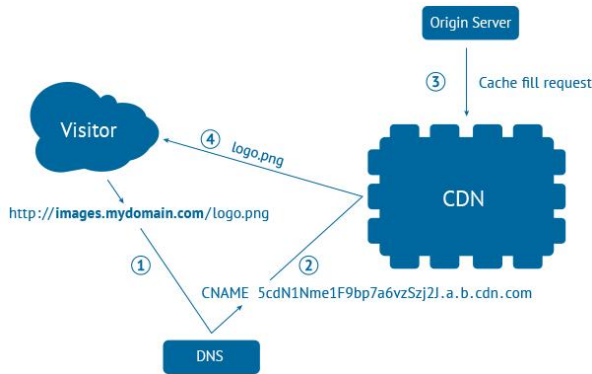 Origin Server
③ Cache fill request
Visitor
④ logo.png
CDN
http://images.mydomain.com/logo.png
① ②
CNAME 5cdN1Nme1F9bp7a6vzSzj2J.a.b.cdn.com
DNS